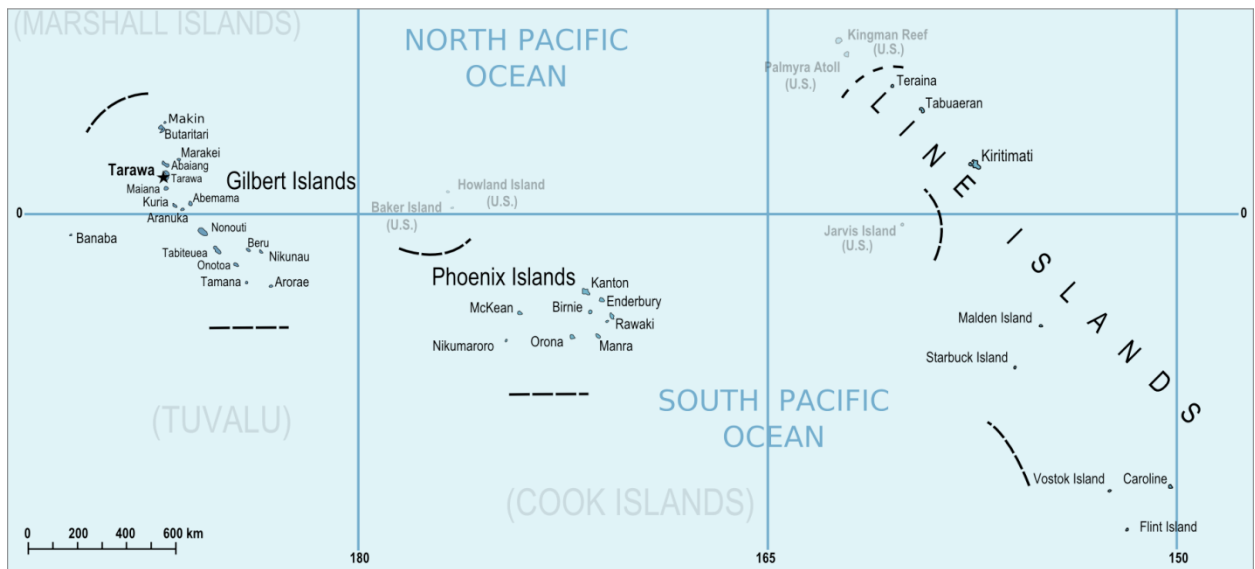 (MARSHALL ISLANDS)
NORTH PACIFIC
OCEAN
Kingman Reef
(U.S.)
Palmyra Atoll
(U.S.)
Teraina
Tabuaeran
Kiritimati
LINE ISLANDS
Makin
Butaritari
Marakei
Abaiang
Tarawa
Tarawa
Maiana
Gilbert Islands
Kuria
Abemama
Aranuka
Howland Island
(U.S.)
Baker Island
(U.S.)
0
0
Jarvis Island
(U.S.)
Banaba
Nonouti
Tabiteuea
Beru
Nikunau
Onotoa
Tamana
Arorae
Phoenix Islands
Kanton
McKean
Birnie
Enderbury
Rawaki
Nikumaroro
Orona
Manra
Malden Island
Starbuck Island
SOUTH PACIFIC
OCEAN
(TUVALU)
(COOK ISLANDS)
Vostok Island
Caroline
Flint Island
0 200 400 600 km
180
165
150